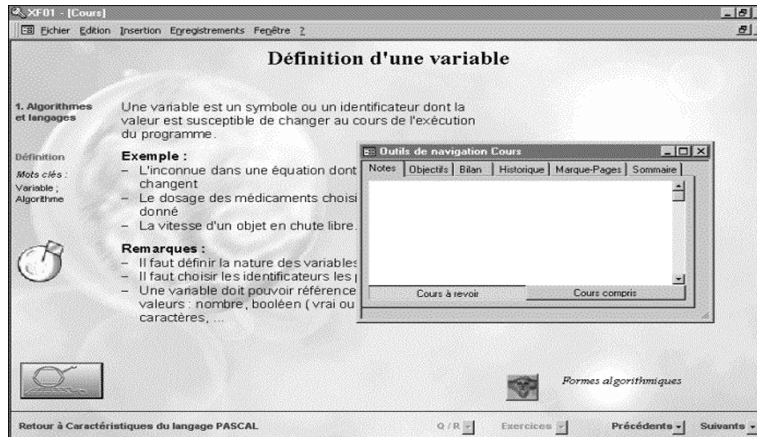 XF01 - [Cours]
Fichier Edition Insertion Enregistrements Fenêtre ?
Définition d'une variable
1. Algorithmes
et langages
Définition
Mots clés :
Variable ;
Algorithme
Une variable est un symbole ou un identificateur dont la
valeur est susceptible de changer au cours de l'exécution
du programme.
Exemple :
– L'inconnue dans une équation dont
changent
– Le dosage des médicaments choisi
donné
– La vitesse d'un objet en chute libre.
Remarques :
– Il faut définir la nature des variables
– Il faut choisir les identificateurs les
– Une variable doit pouvoir référence
valeurs : nombre, booléen ( vrai ou
caractères, ...
Outils de navigation Cours
Notes Objectifs Bilan Historique Marque-Pages Sommaire
Cours à revoir Cours compris
Formes algorithmiques
Retour à Caractéristiques du langage PASCAL Q / R Exercices Précédents Suivants